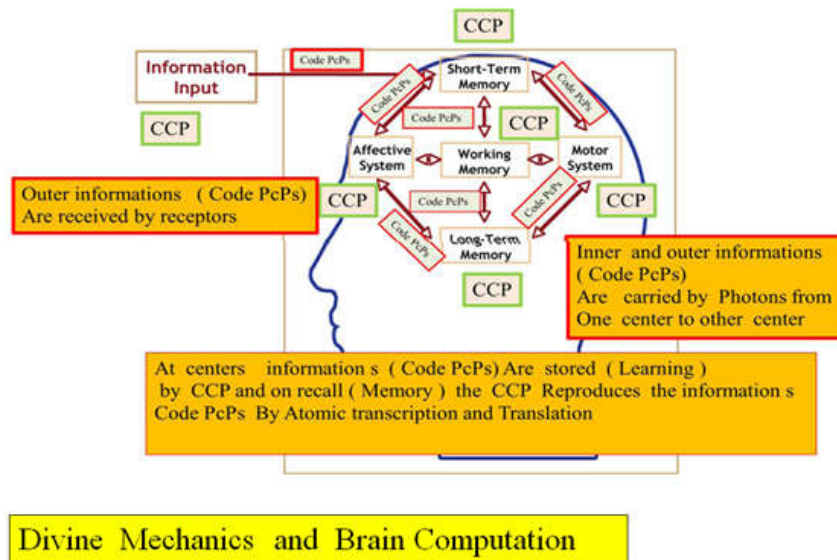 CCP
Code PcPs
Information
Input
Short-Term
Memory
Code PcPs
Code PcPs
Code PcPs
CCP
CCP
Affective
System
Working
Memory
Motor
System
Outer informations ( Code PcPs)
Are received by receptors
CCP
Code PcPs
Code PcPs
CCP
Code PcPs
Long-Term
Memory
CCP
Inner and outer informations
( Code PcPs)
Are carried by Photons from
One center to other center
At centers information s ( Code PcPs) Are stored ( Learning )
by CCP and on recall ( Memory ) the CCP Reproduces the information s
Code PcPs By Atomic transcription and Translation
Divine Mechanics and Brain Computation